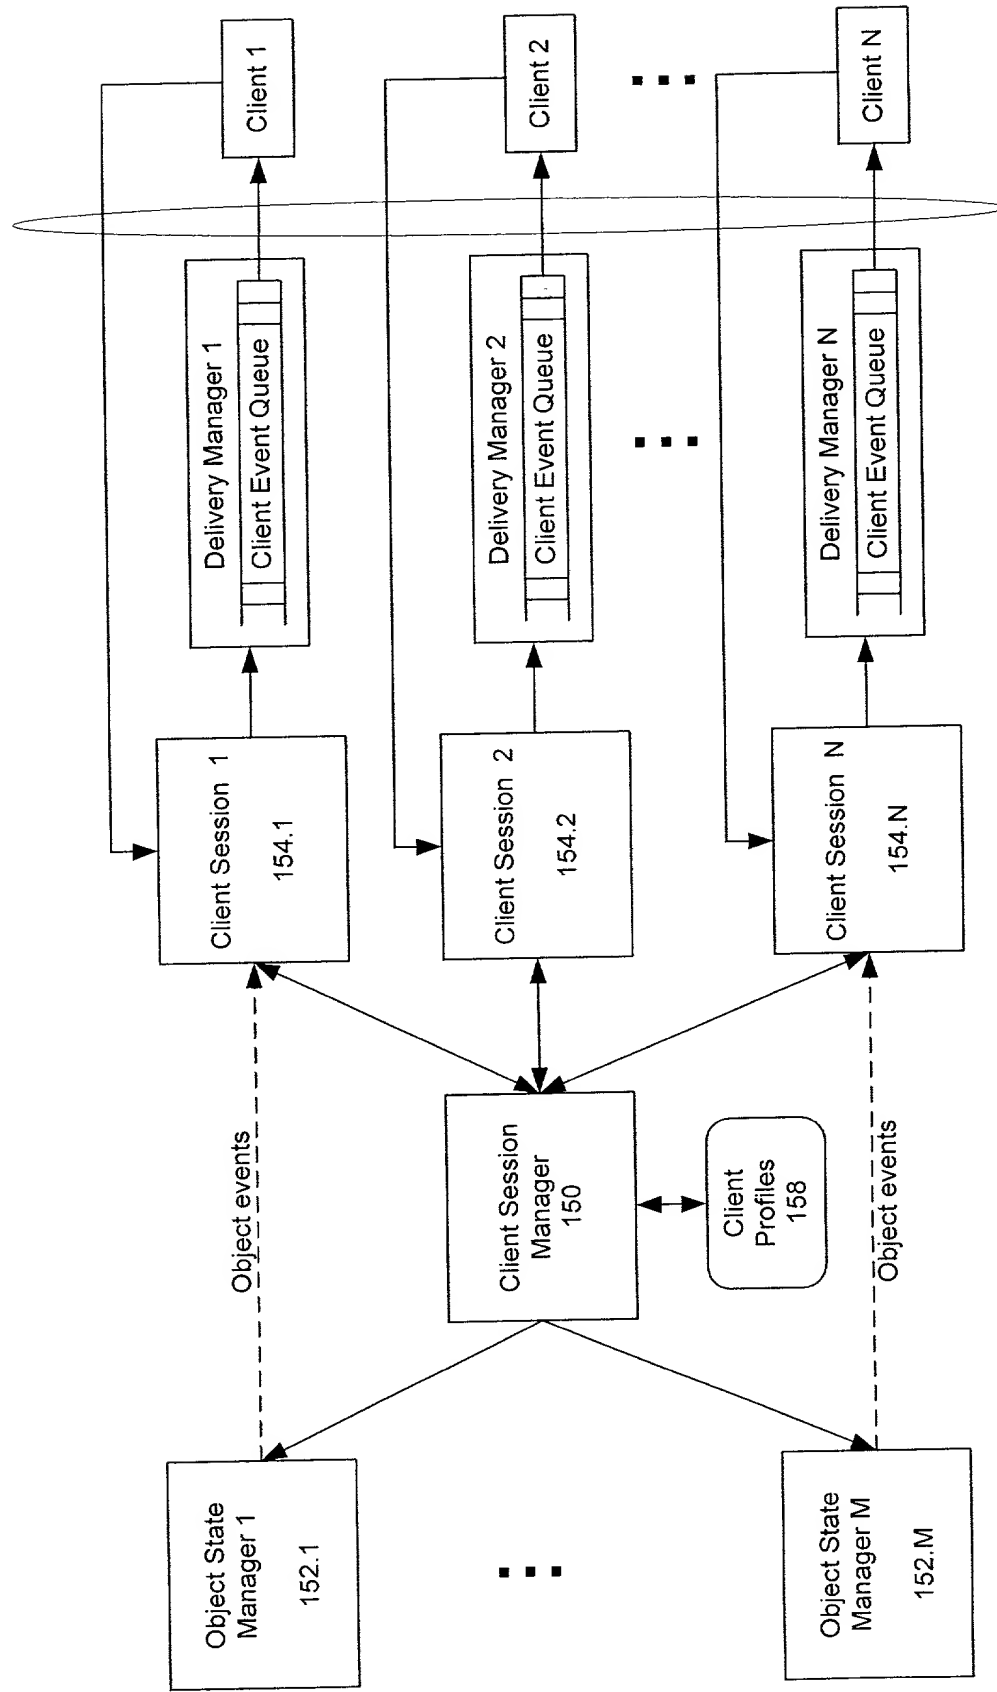 Object State
Manager 1
152.1
Object events
Client Session 1
154.1
Delivery Manager 1
Client Event Queue
Client 1
Client Session
Manager
150
Client
Profiles
158
Client Session 2
154.2
Delivery Manager 2
Client Event Queue
Client 2
Object State
Manager M
152.M
Object events
Client Session N
154.N
Delivery Manager N
Client Event Queue
Client N